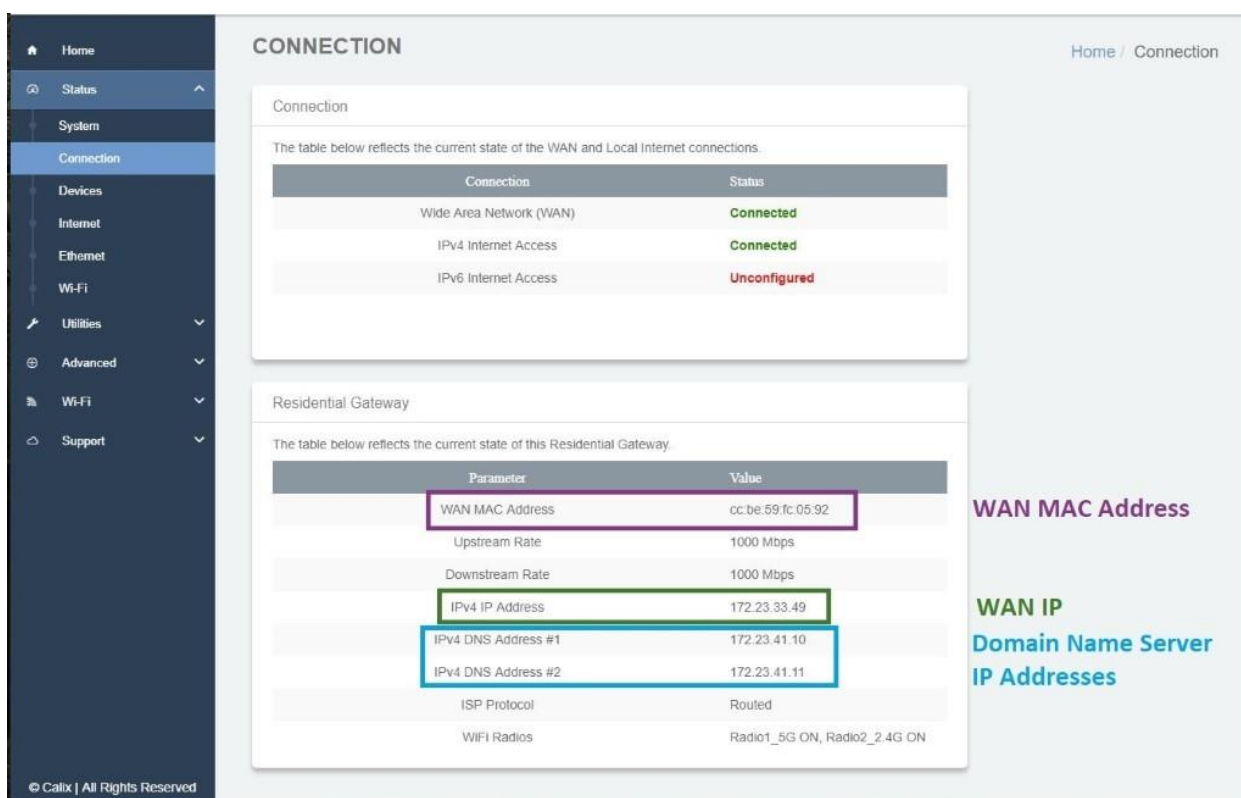 Home
Status
System
Connection
Devices
Internet
Ethernet
Wi-Fi
Utilities
Advanced
Wi-Fi
Support
© Calix | All Rights Reserved
CONNECTION
Home / Connection
Connection
The table below reflects the current state of the WAN and Local Internet connections.
Connection Status
Wide Area Network (WAN) Connected
IPv4 Internet Access Connected
IPv6 Internet Access Unconfigured
Residential Gateway
The table below reflects the current state of this Residential Gateway.
Parameter Value
WAN MAC Address cc:be:59:fc:05:92 WAN MAC Address
Upstream Rate 1000 Mbps
Downstream Rate 1000 Mbps
IPv4 IP Address 172.23.33.49 WAN IP
IPv4 DNS Address #1 172.23.41.10 Domain Name Server
IPv4 DNS Address #2 172.23.41.11 IP Addresses
ISP Protocol Routed
WiFi Radios Radio1_5G ON, Radio2_2.4G ON